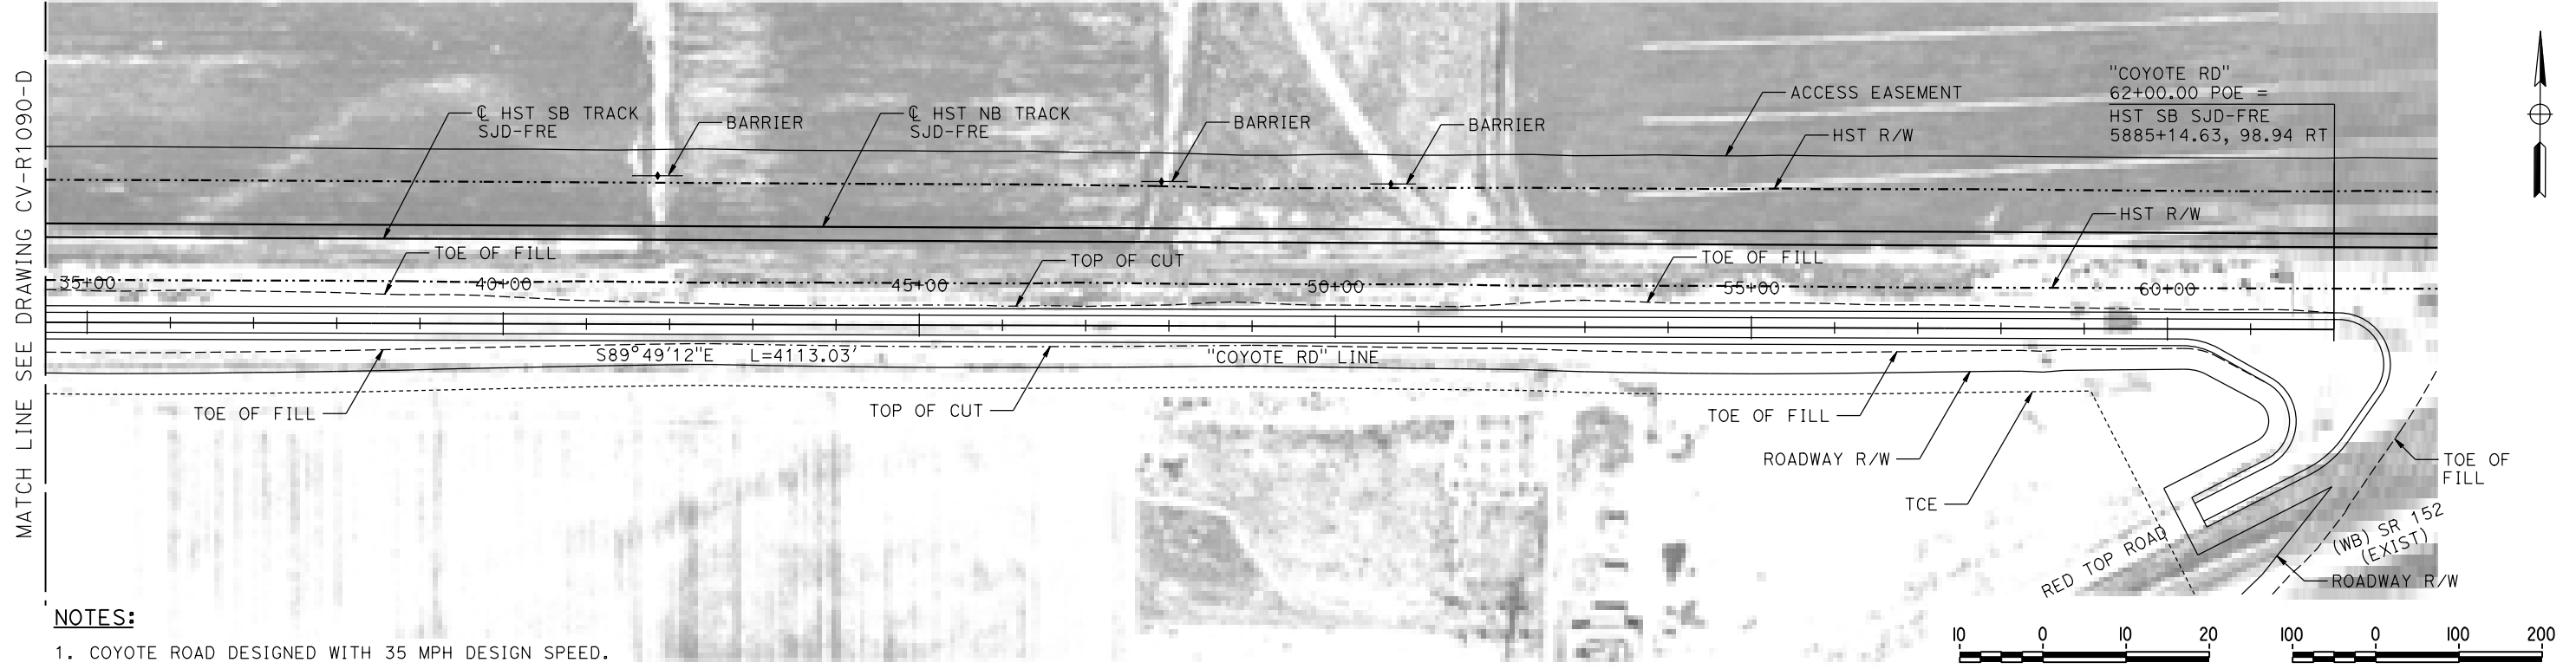 MATCH LINE SEE DRAWING CV-R1090-D
℄ HST SB TRACK
SJD-FRE
BARRIER
℄ HST NB TRACK
SJD-FRE
BARRIER
BARRIER
ACCESS EASEMENT
HST R/W
"COYOTE RD"
62+00.00 POE =
HST SB SJD-FRE
5885+14.63, 98.94 RT
HST R/W
TOE OF FILL
TOP OF CUT
TOE OF FILL
35+00
40+00
45+00
50+00
55+00
60+00
S89°49'12"E L=4113.03'
"COYOTE RD" LINE
TOE OF FILL
TOP OF CUT
TOE OF FILL
ROADWAY R/W
TCE
TOE OF
FILL
(WB) SR 152
(EXIST)
RED TOP ROAD
ROADWAY R/W
NOTES:
1. COYOTE ROAD DESIGNED WITH 35 MPH DESIGN SPEED.
10 0 10 20
100 0 100 200